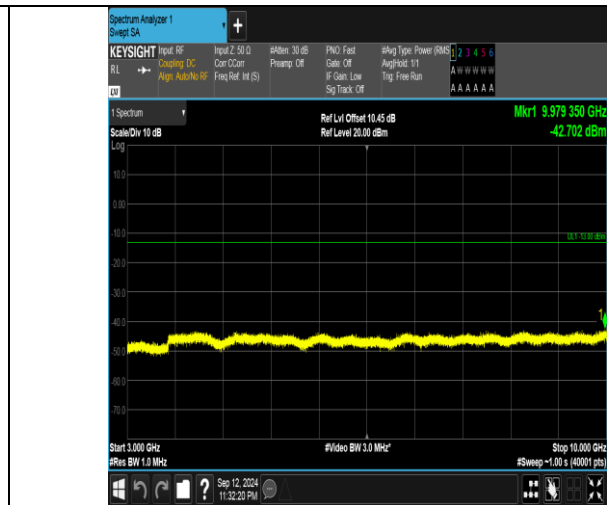 Spectrum Analyzer 1
Swept SA
+
KEYSIGHT Input: RF Input Z: 50 Ω #Atten: 30 dB PNO: Fast #Avg Type: Power (RMS 1 2 3 4 5 6
RL Coupling: DC Corr CCorr Preamp: Off Gate: Off Avg|Hold: 1/1 A W W W W W
Align: Auto/No RF Freq Ref: Int (S) IF Gain: Low Trig: Free Run A A A A A A
LXI Sig Track: Off
1 Spectrum
Scale/Div 10 dB Ref Lvl Offset 10.45 dB Mkr1 9.979 350 GHz
Ref Level 20.00 dBm -42.702 dBm
Log
10.0
0.00
-10.0 DL1 -13.00 dBm
-20.0
-30.0
-40.0 1
-50.0
-60.0
-70.0
Start 3.000 GHz #Video BW 3.0 MHz* Stop 10.000 GHz
#Res BW 1.0 MHz #Sweep ~1.00 s (40001 pts)
? Sep 12, 2024
11:32:20 PM